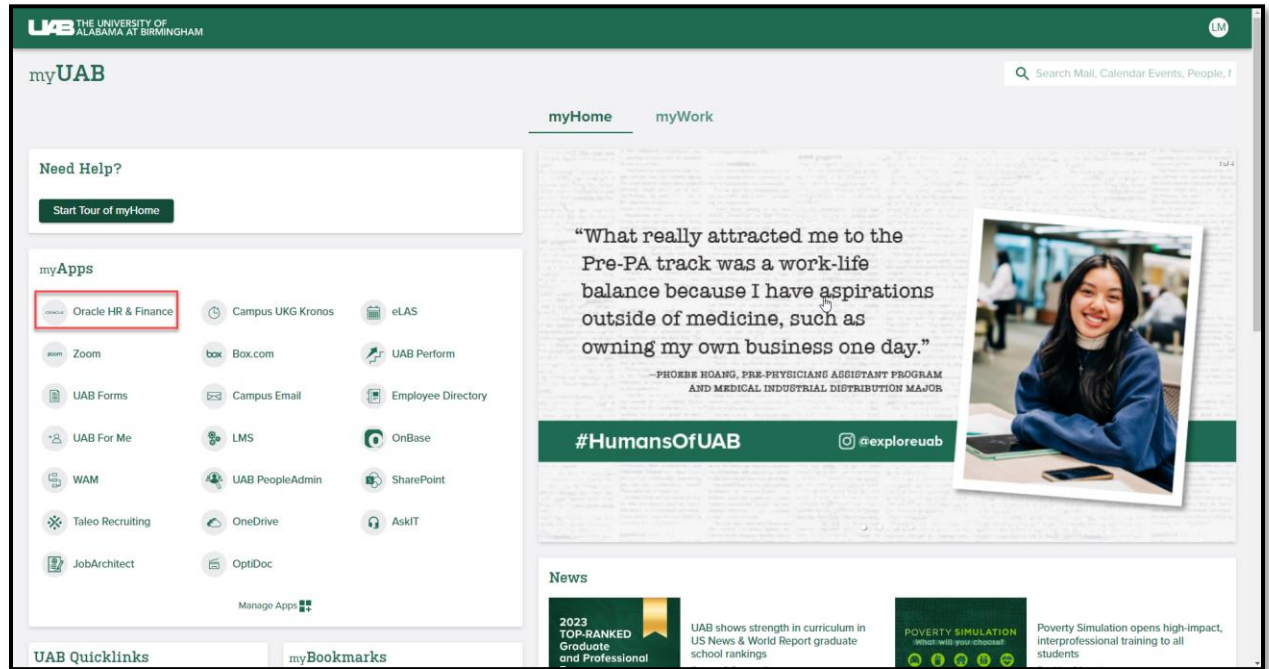 UAB THE UNIVERSITY OF
ALABAMA AT BIRMINGHAM
LM
myUAB
Search Mail, Calendar Events, People,
myHome myWork
Need Help?
Start Tour of myHome
myApps
ORACLE Oracle HR & Finance
Campus UKG Kronos
eLAS
zoom Zoom
box Box.com
UAB Perform
UAB Forms
Campus Email
Employee Directory
UAB For Me
LMS
OnBase
WAM
UAB PeopleAdmin
SharePoint
Taleo Recruiting
OneDrive
AskIT
JobArchitect
OptiDoc
Manage Apps
UAB Quicklinks
myBookmarks
1 of 4
“What really attracted me to the
Pre-PA track was a work-life
balance because I have aspirations
outside of medicine, such as
owning my own business one day.”
—PHOEBE HOANG, PRE-PHYSICIANS ASSISTANT PROGRAM
AND MEDICAL INDUSTRIAL DISTRIBUTION MAJOR
#HumansOfUAB
@exploreuab
News
2023
TOP-RANKED
Graduate
and Professional
UAB shows strength in curriculum in
US News & World Report graduate
school rankings
POVERTY SIMULATION
What will you choose?
Poverty Simulation opens high-impact,
interprofessional training to all
students